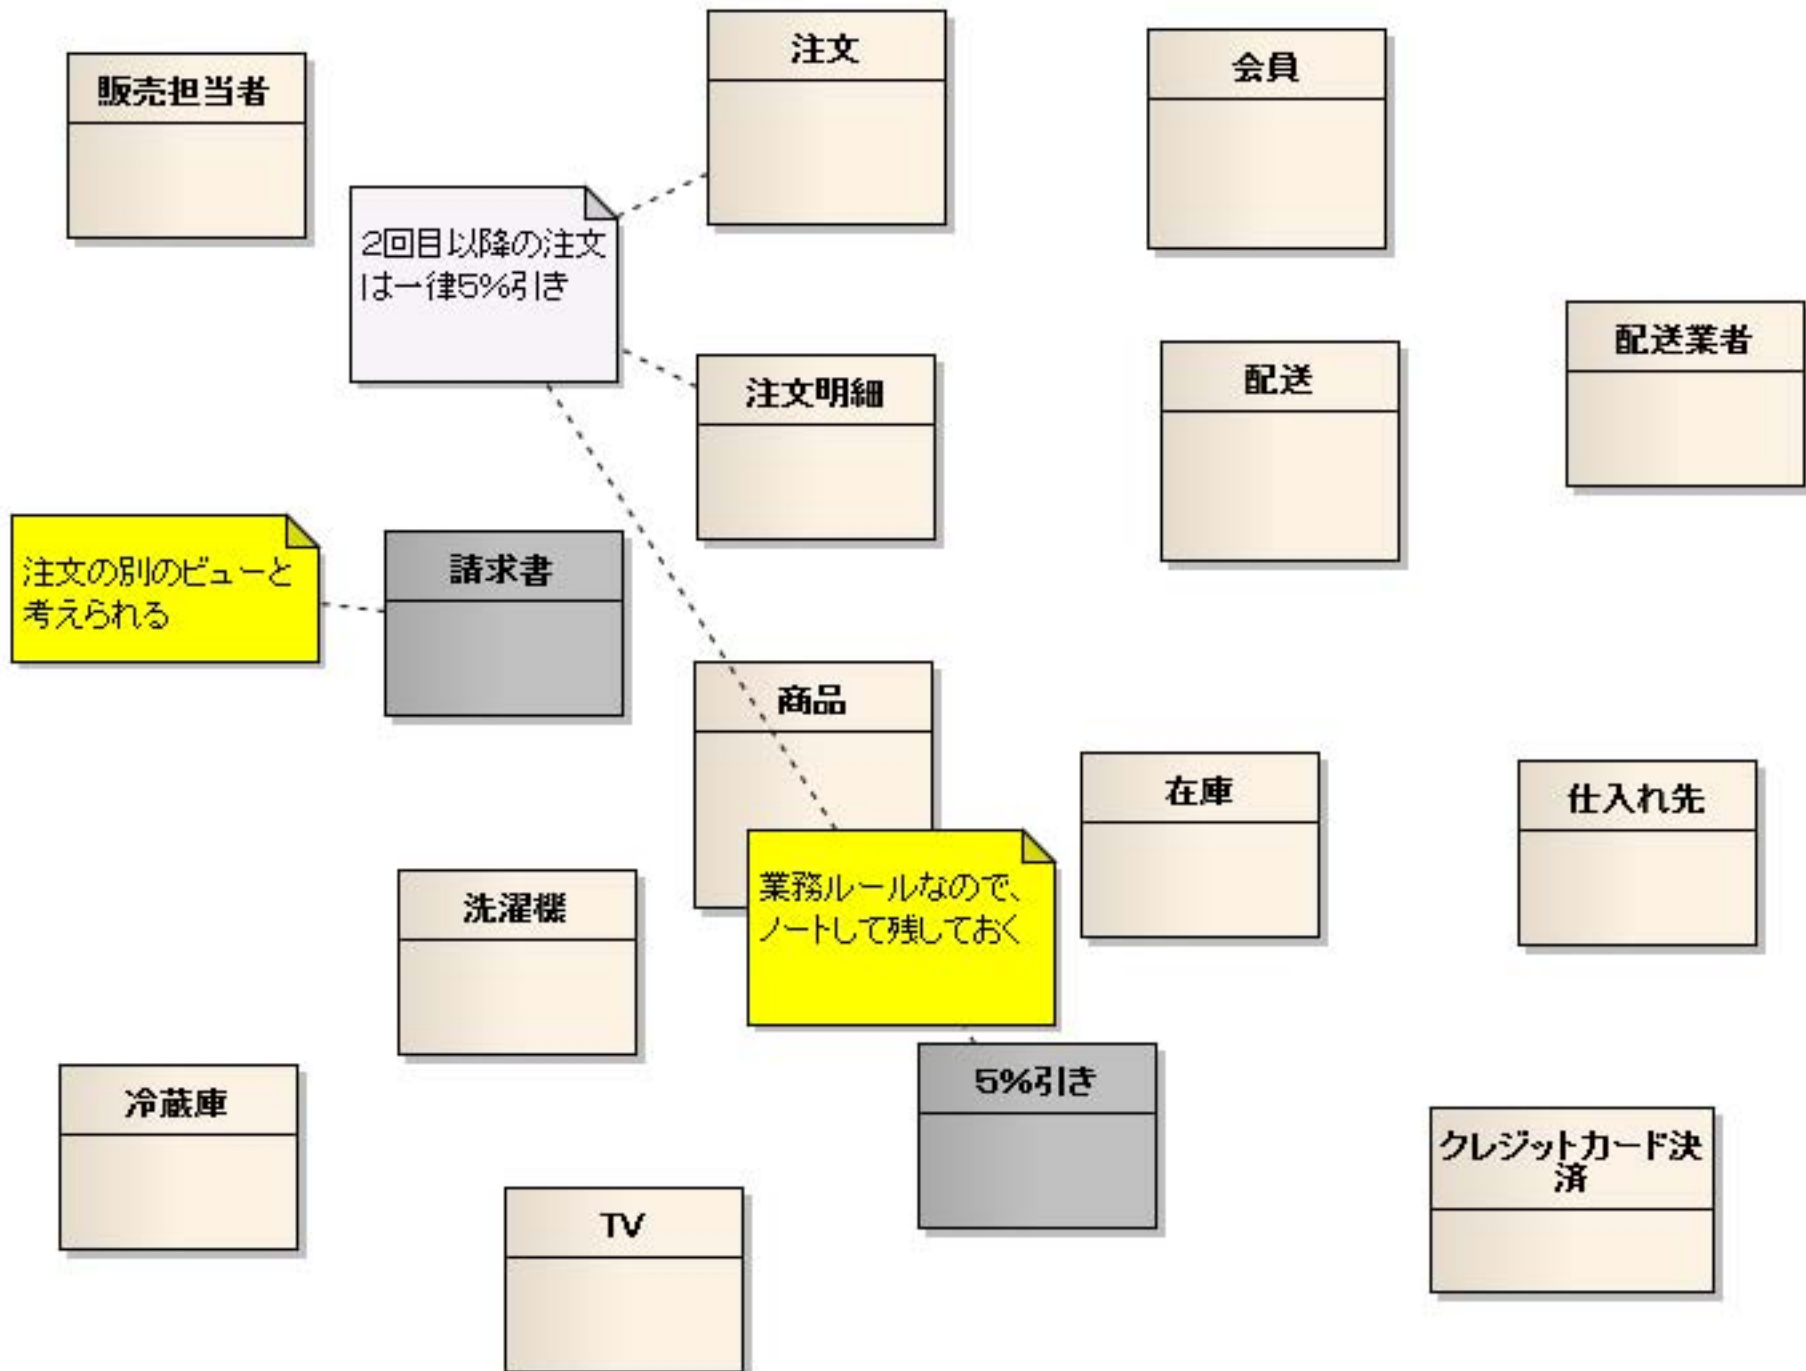 注文
会員
販売担当者
2回目以降の注文
は一律5%引き
配送業者
配送
注文明細
注文の別のビューと
考えられる
請求書
商品
在庫
仕入れ先
業務ルールなので、
ノートして残しておく
洗濯機
5%引き
冷蔵庫
クレジットカード決
済
TV